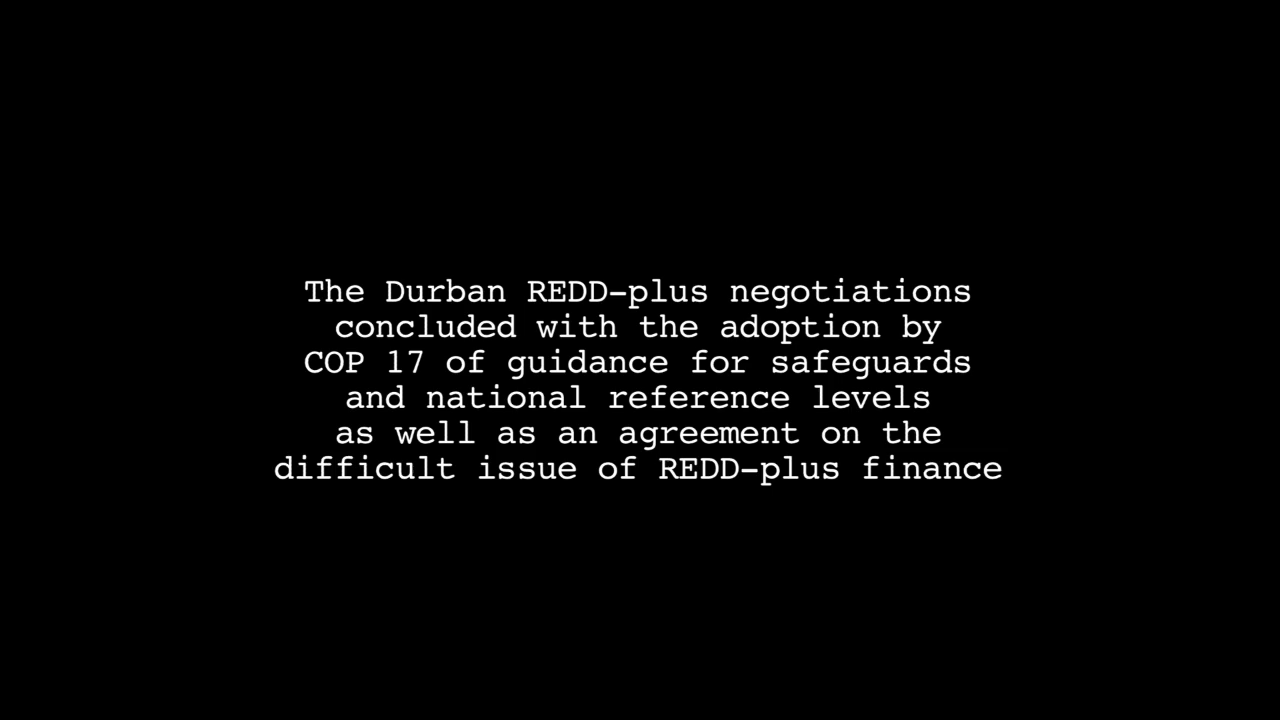 The Durban REDD-plus negotiations
concluded with the adoption by
COP 17 of guidance for safeguards
and national reference levels
as well as an agreement on the
difficult issue of REDD-plus finance